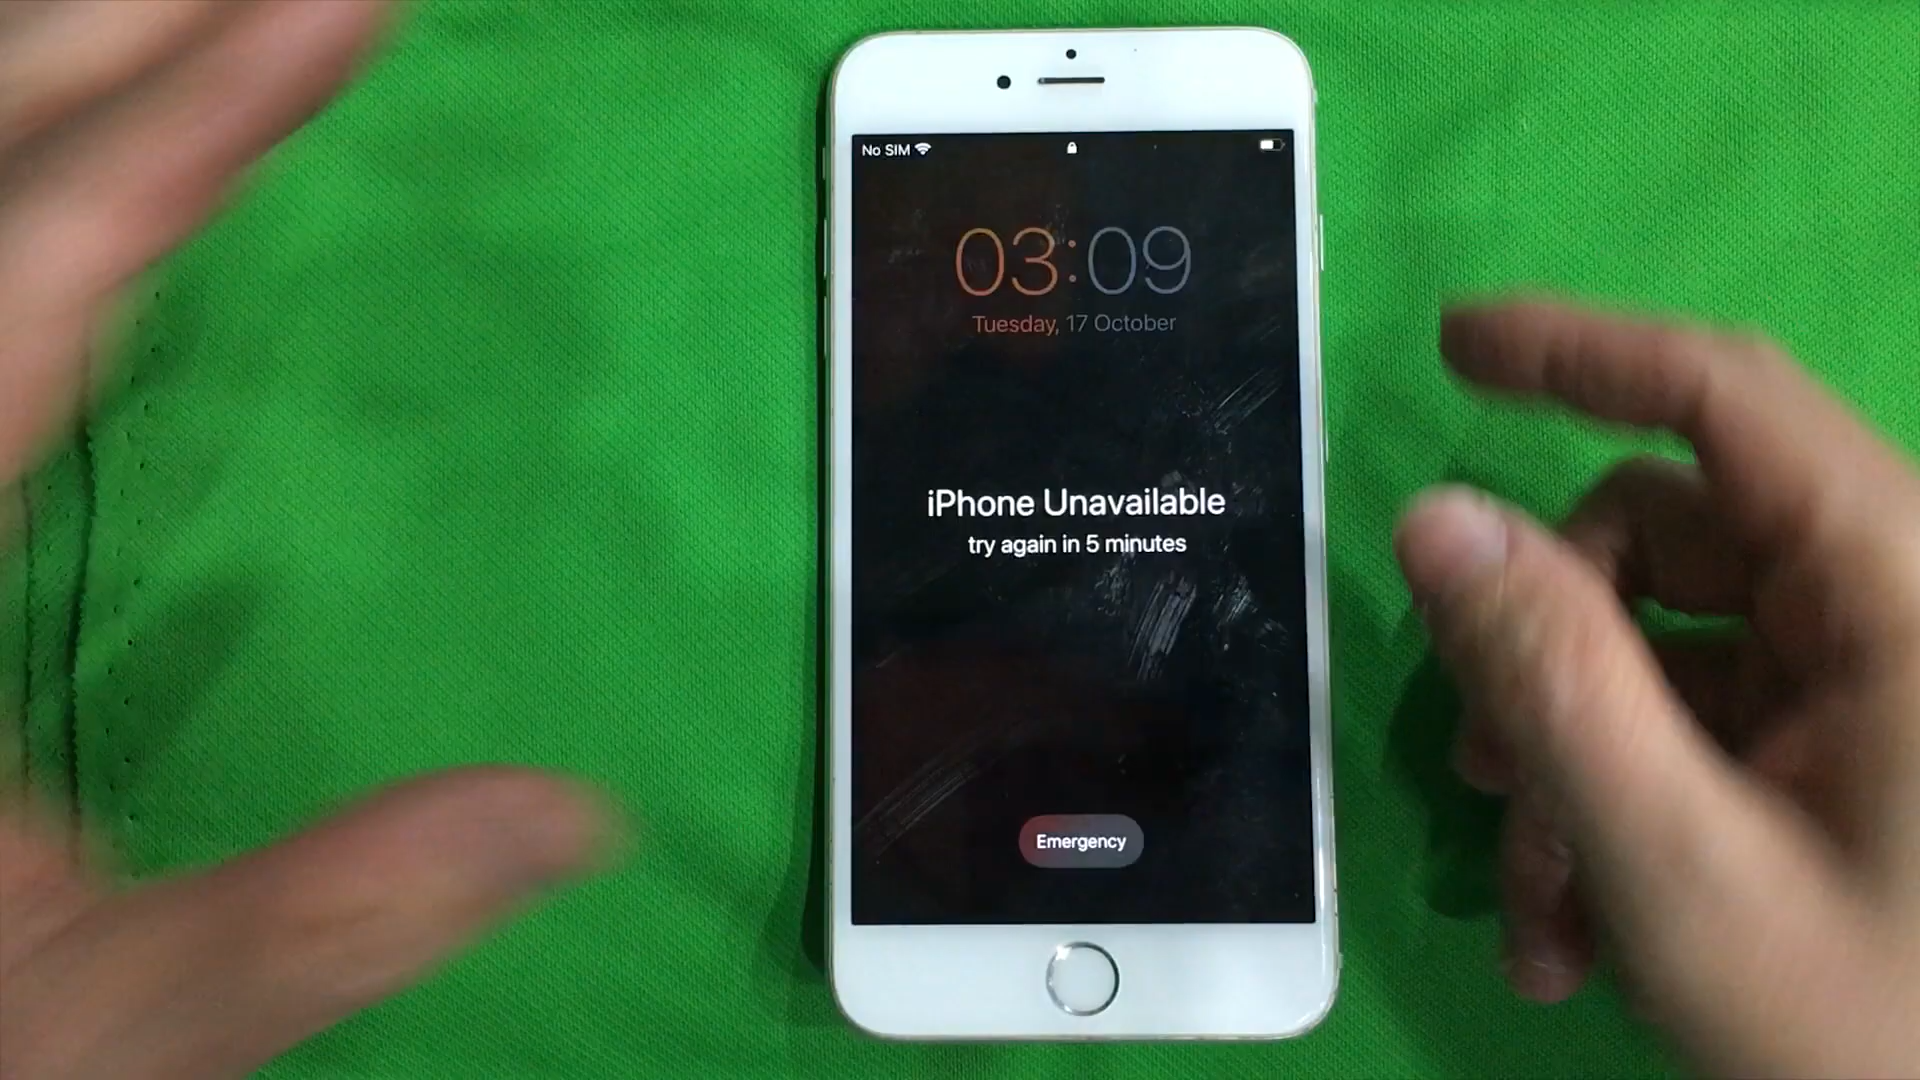 No SIM
03:09
Tuesday, 17 October
iPhone Unavailable
try again in 5 minutes
Emergency